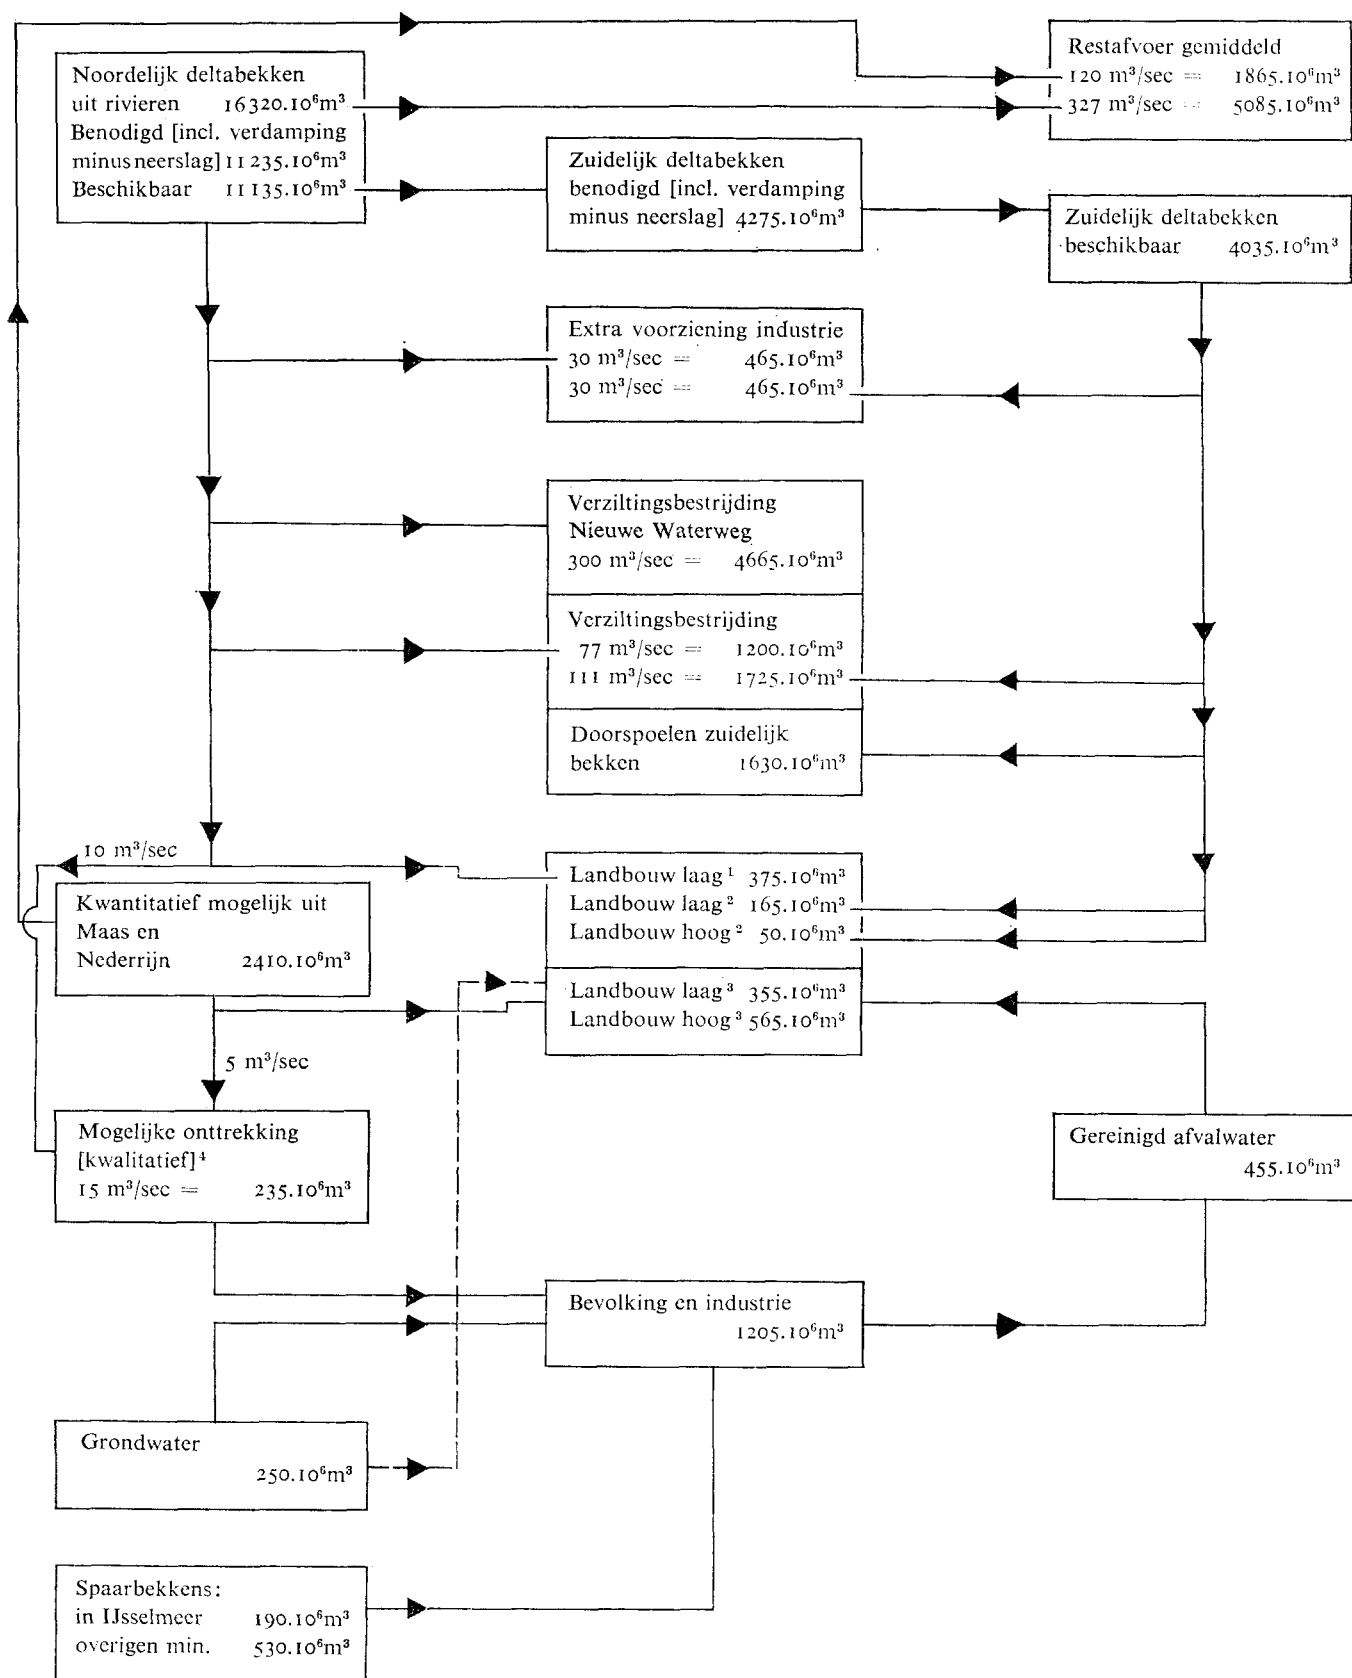 Noordelijk deltabekken
uit rivieren 16320.10⁶m³
Benodigd [incl. verdamping
minus neerslag] 11235.10⁶m³
Beschikbaar 11135.10⁶m³
Restafvoer gemiddeld
120 m³/sec = 1865.10⁶m³
327 m³/sec = 5085.10⁶m³
Zuidelijk deltabekken
benodigd [incl. verdamping
minus neerslag] 4275.10⁶m³
Zuidelijk deltabekken
beschikbaar 4035.10⁶m³
Extra voorziening industrie
30 m³/sec = 465.10⁶m³
30 m³/sec = 465.10⁶m³
Verziltingsbestrijding
Nieuwe Waterweg
300 m³/sec = 4665.10⁶m³
Verziltingsbestrijding
77 m³/sec = 1200.10⁶m³
111 m³/sec = 1725.10⁶m³
Doorspoelen zuidelijk
bekken 1630.10⁶m³
10 m³/sec
Landbouw laag ¹ 375.10⁶m³
Landbouw laag ² 165.10⁶m³
Landbouw hoog ² 50.10⁶m³
Kwantitatief mogelijk uit
Maas en
Nederrijn 2410.10⁶m³
Landbouw laag ³ 355.10⁶m³
Landbouw hoog ³ 565.10⁶m³
5 m³/sec
Mogelijke onttrekking
[kwalitatief]⁴
15 m³/sec = 235.10⁶m³
Gereinigd afvalwater
455.10⁶m³
Bevolking en industrie
1205.10⁶m³
Grondwater
250.10⁶m³
Spaarbekkens:
in IJsselmeer 190.10⁶m³
overigen min. 530.10⁶m³